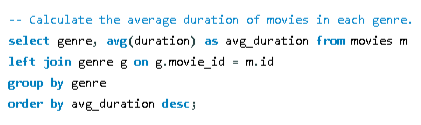 -- Calculate the average duration of movies in each genre.
select genre, avg(duration) as avg_duration from movies m
left join genre g on g.movie_id = m.id
group by genre
order by avg_duration desc;